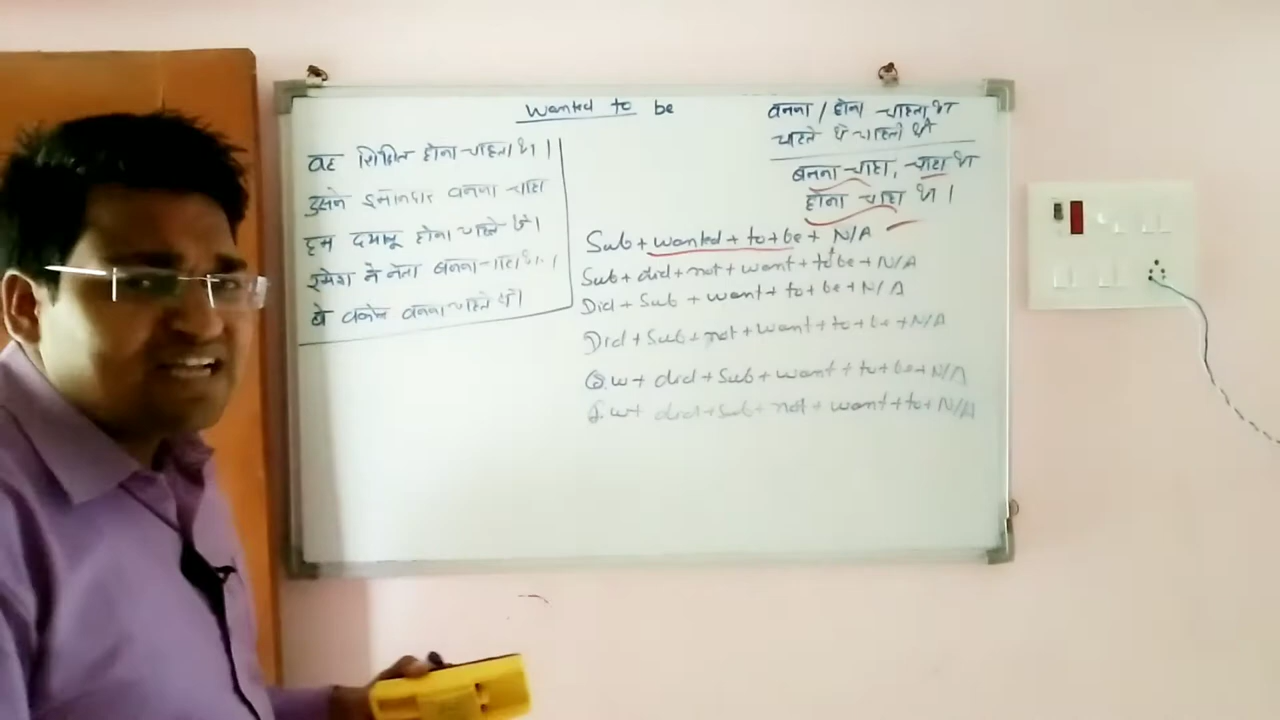 Wanted to be
बनना / होना चाहता था
चाहते थे चाहती थी
बनना चाहा, चाहा था
होना चाहा था।
वह शिक्षित होना चाहता था।
उसने ईमानदार बनना चाहा
हम दयालु होना चाहते थे।
रमेश ने नेता बनना चाहा था।
वे वकील बनना चाहते थे।
Sub + wanted + to + be + N/A
Sub + did + not + want + to + be + N/A
Did + Sub + want + to + be + N/A
Did + Sub + not + want + to + be + N/A
Q.w + did + Sub + want + to + be + N/A
Q.w + did + Sub + not + want + to + N/A